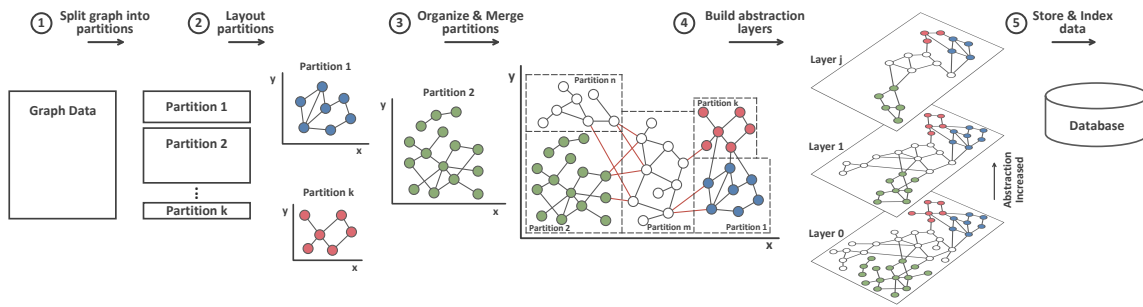 1 Split graph into
partitions
2 Layout
partitions
3 Organize & Merge
partitions
4 Build abstraction
layers
5 Store & Index
data
Graph Data
Partition 1
Partition 2
⋮
Partition k
Partition 1
y
x
Partition k
y
x
Partition 2
y
x
y
Partition n
Partition k
Partition 2
Partition m
Partition 1
x
Layer j
Layer 1
Layer 0
Abstraction
Increased
Database